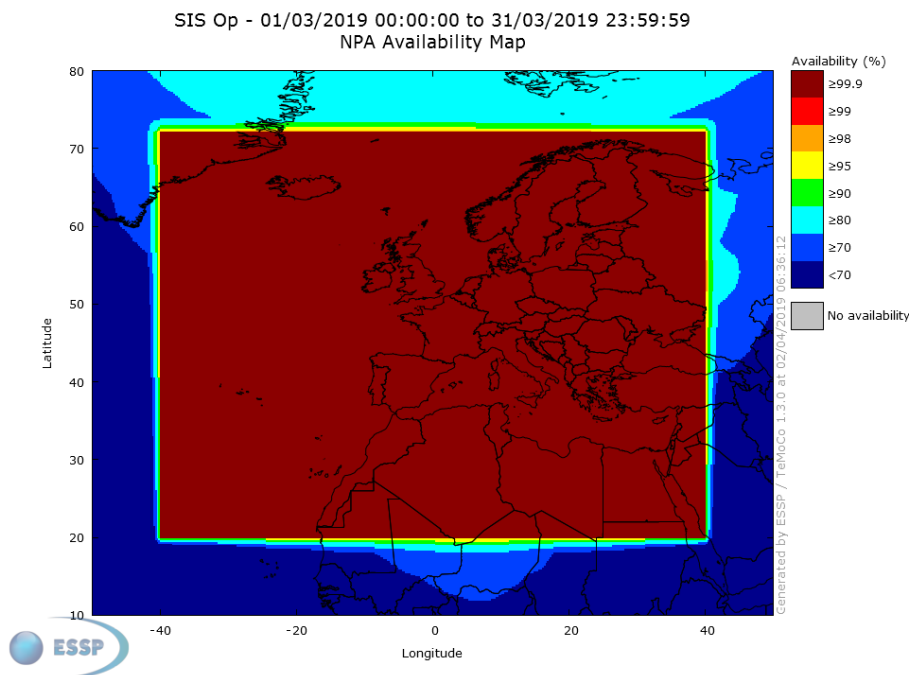 SIS Op - 01/03/2019 00:00:00 to 31/03/2019 23:59:59
NPA Availability Map
Availability (%)
≥99.9
≥99
≥98
≥95
≥90
≥80
≥70
<70
No availability
80
70
60
50
40
30
20
10
Latitude
-40
-20
0
20
40
Longitude
Generated by ESSP / TeMoCo 1.3.0 at 02/04/2019 06:36:12
ESSP